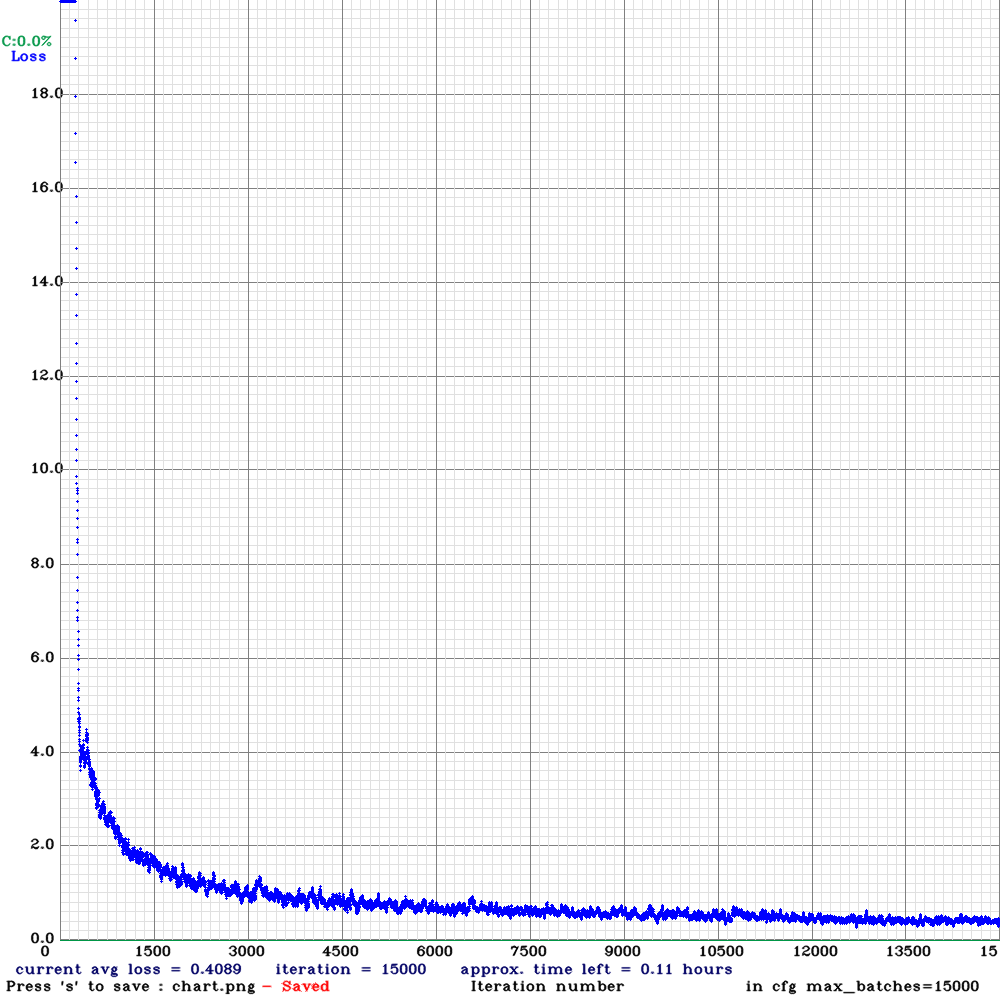 C:0.0%
Loss
18.0
16.0
14.0
12.0
10.0
8.0
6.0
4.0
2.0
0.0
0 1500 3000 4500 6000 7500 9000 10500 12000 13500 15
current avg loss = 0.4089 iteration = 15000 approx. time left = 0.11 hours
Press 's' to save : chart.png - Saved Iteration number in cfg max_batches=15000